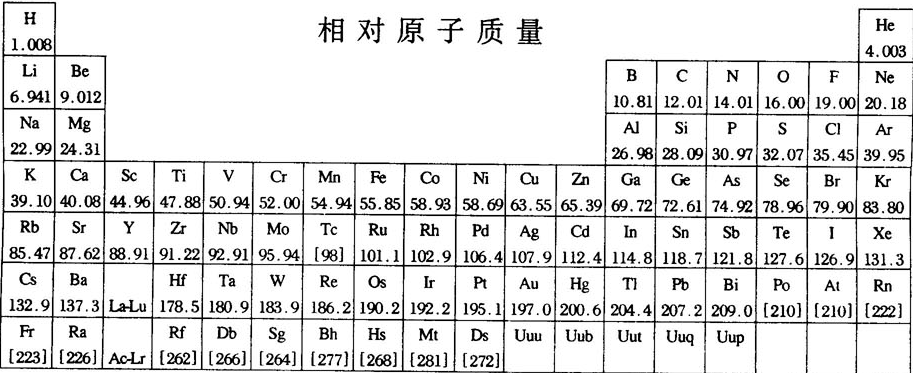 相对原子质量
H He
1.008 4.003
Li Be B C N O F Ne
6.941 9.012 10.81 12.01 14.01 16.00 19.00 20.18
Na Mg Al Si P S Cl Ar
22.99 24.31 26.98 28.09 30.97 32.07 35.45 39.95
K Ca Sc Ti V Cr Mn Fe Co Ni Cu Zn Ga Ge As Se Br Kr
39.10 40.08 44.96 47.88 50.94 52.00 54.94 55.85 58.93 58.69 63.55 65.39 69.72 72.61 74.92 78.96 79.90 83.80
Rb Sr Y Zr Nb Mo Tc Ru Rh Pd Ag Cd In Sn Sb Te I Xe
85.47 87.62 88.91 91.22 92.91 95.94 [98] 101.1 102.9 106.4 107.9 112.4 114.8 118.7 121.8 127.6 126.9 131.3
Cs Ba Hf Ta W Re Os Ir Pt Au Hg Tl Pb Bi Po At Rn
132.9 137.3 La-Lu 178.5 180.9 183.9 186.2 190.2 192.2 195.1 197.0 200.6 204.4 207.2 209.0 [210] [210] [222]
Fr Ra Rf Db Sg Bh Hs Mt Ds Uuu Uub Uut Uuq Uup
[223] [226] Ac-Lr [262] [266] [264] [277] [268] [281] [272]